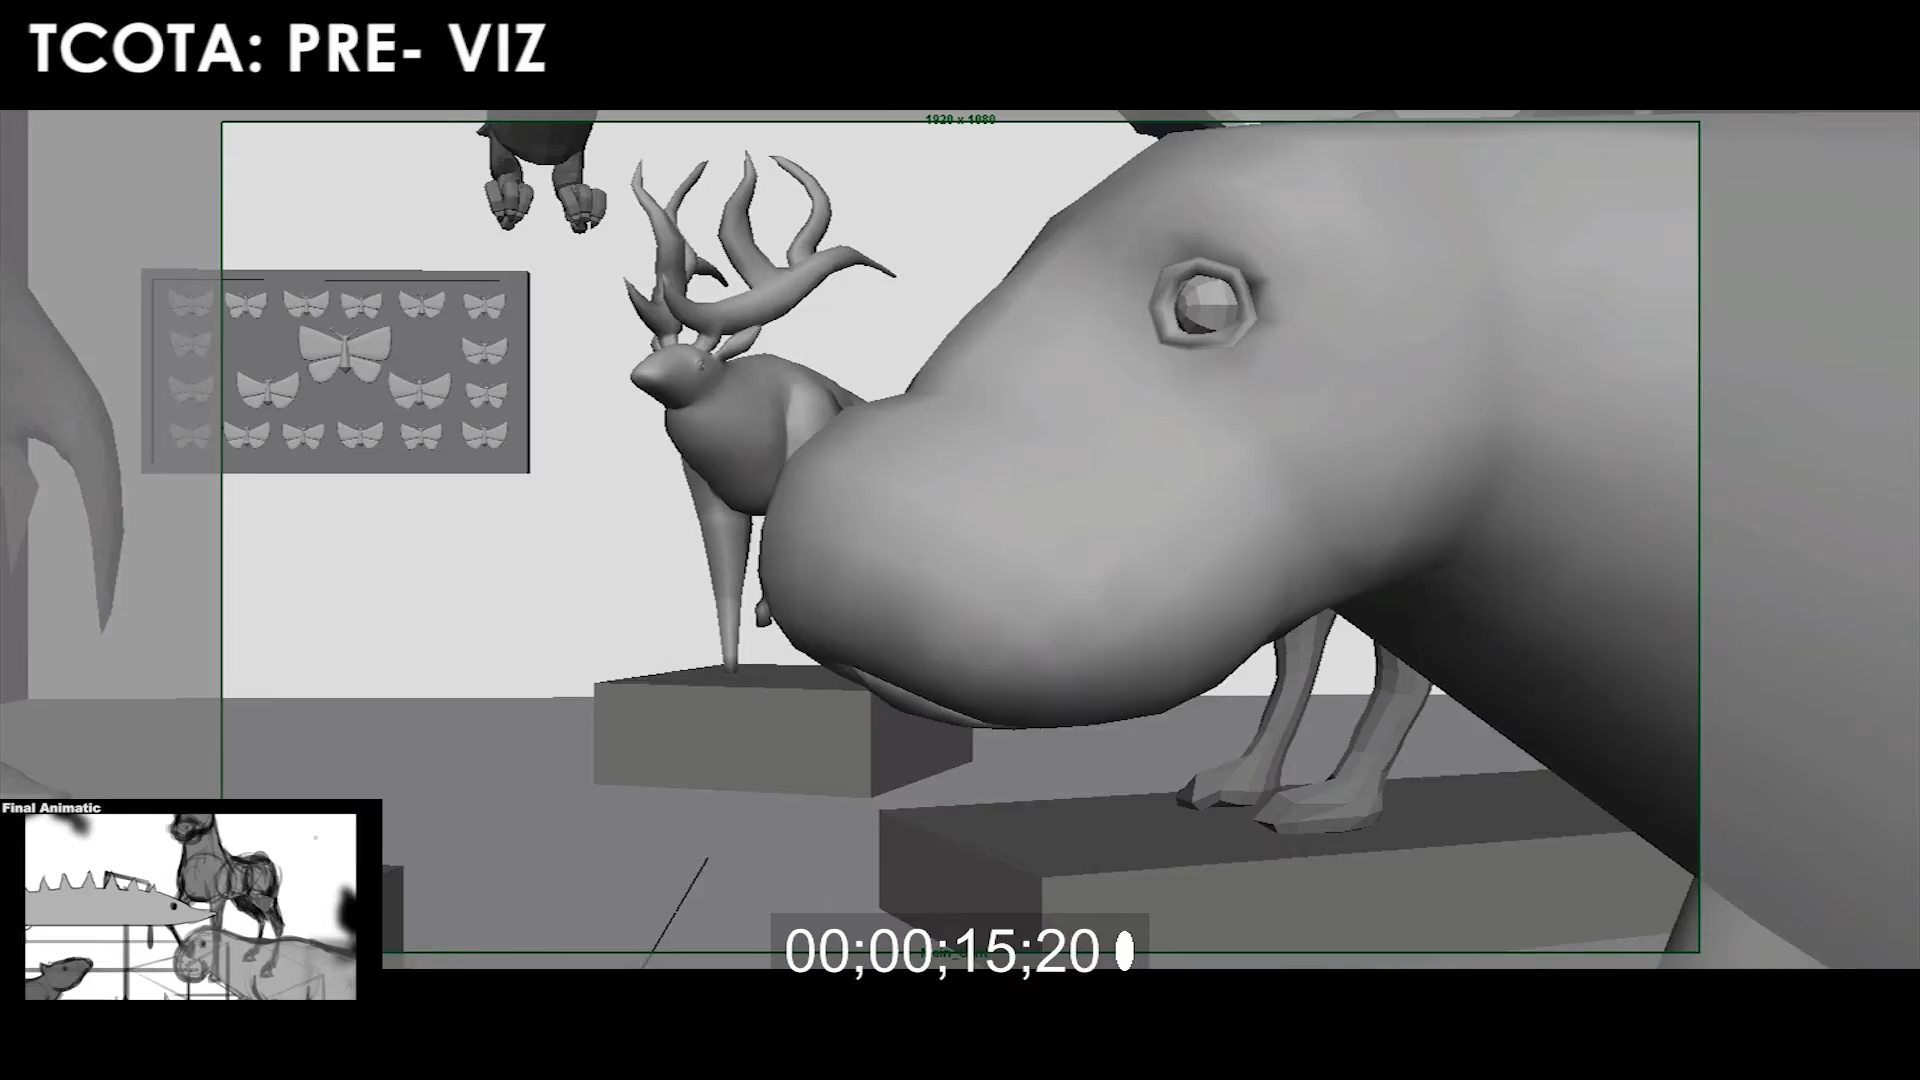 TCOTA: PRE- VIZ
1920 x 1080
Final Animatic
00;00;15;20